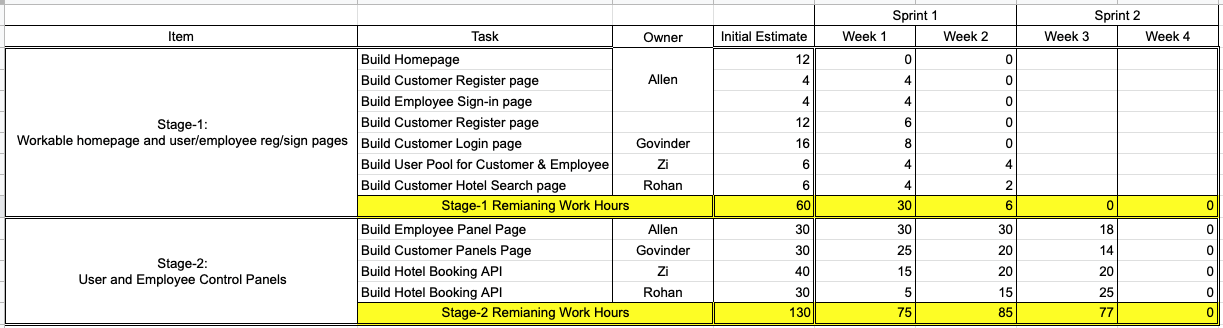 Sprint 1 Sprint 2
Item Task Owner Initial Estimate Week 1 Week 2 Week 3 Week 4
Build Homepage 12 0 0
Build Customer Register page Allen 4 4 0
Build Employee Sign-in page 4 4 0
Stage-1:
Build Customer Register page 12 6 0
Workable homepage and user/employee reg/sign pages
Build Customer Login page Govinder 16 8 0
Build User Pool for Customer & Employee Zi 6 4 4
Build Customer Hotel Search page Rohan 6 4 2
Stage-1 Remianing Work Hours 60 30 6 0 0
Build Employee Panel Page Allen 30 30 30 18 0
Build Customer Panels Page Govinder 30 25 20 14 0
Stage-2:
User and Employee Control Panels
Build Hotel Booking API Zi 40 15 20 20 0
Build Hotel Booking API Rohan 30 5 15 25 0
Stage-2 Remianing Work Hours 130 75 85 77 0